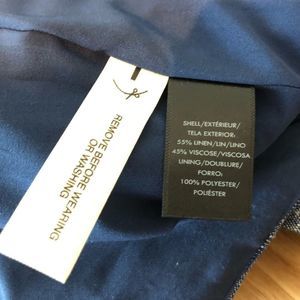 REMOVE BEFORE WEARING
OR WASHING
SHELL/EXTÉRIEUR/
TELA EXTERIOR:
55% LINEN/LIN/LINO
45% VISCOSE/VISCOSA
LINING/DOUBLURE/
FORRO:
100% POLYESTER/
POLIÉSTER